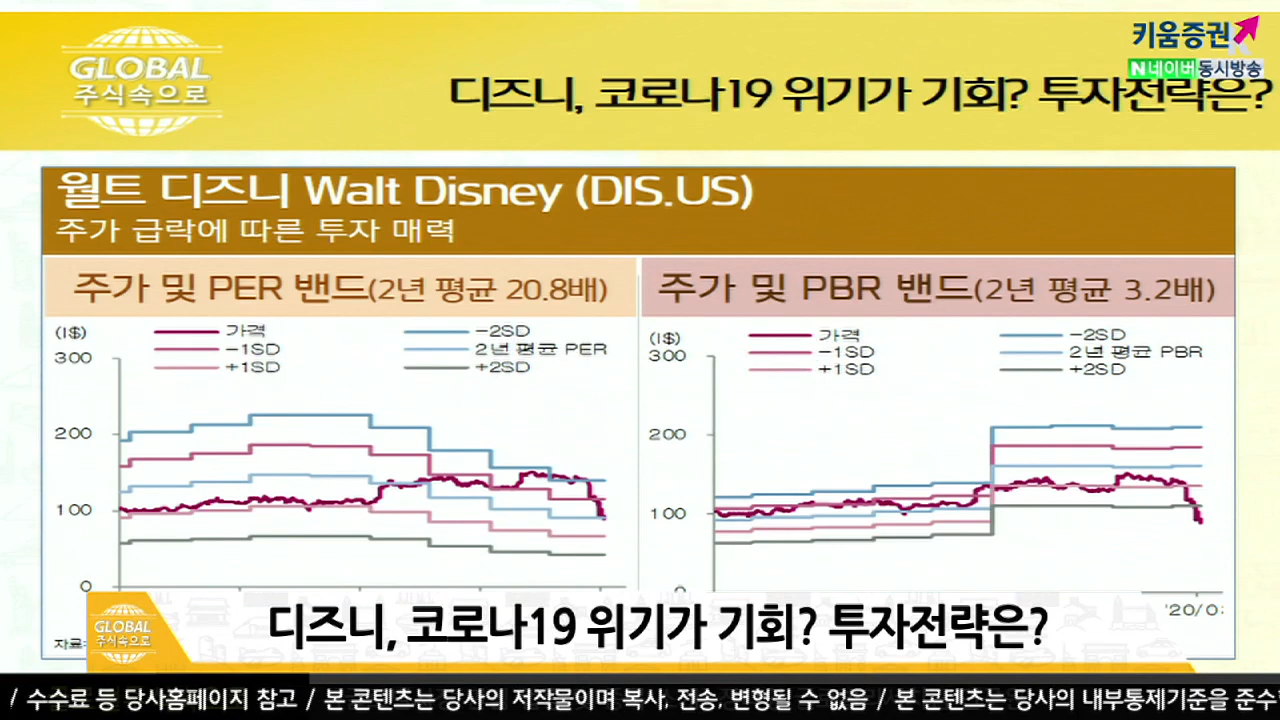 키움증권
N 네이버 동시방송
GLOBAL
주식속으로
디즈니, 코로나19 위기가 기회? 투자전략은?
월트 디즈니 Walt Disney (DIS.US)
주가 급락에 따른 투자 매력
주가 및 PER 밴드(2년 평균 20.8배)
(I$)
가격
-2SD
-1SD
2년 평균 PER
+1SD
+2SD
300
200
100
0
주가 및 PBR 밴드(2년 평균 3.2배)
(I$)
가격
-2SD
-1SD
2년 평균 PBR
+1SD
+2SD
300
200
100
GLOBAL
주식속으로
디즈니, 코로나19 위기가 기회? 투자전략은?
/ 수수료 등 당사홈페이지 참고 / 본 콘텐츠는 당사의 저작물이며 복사, 전송, 변형될 수 없음 / 본 콘텐츠는 당사의 내부통제기준을 준수